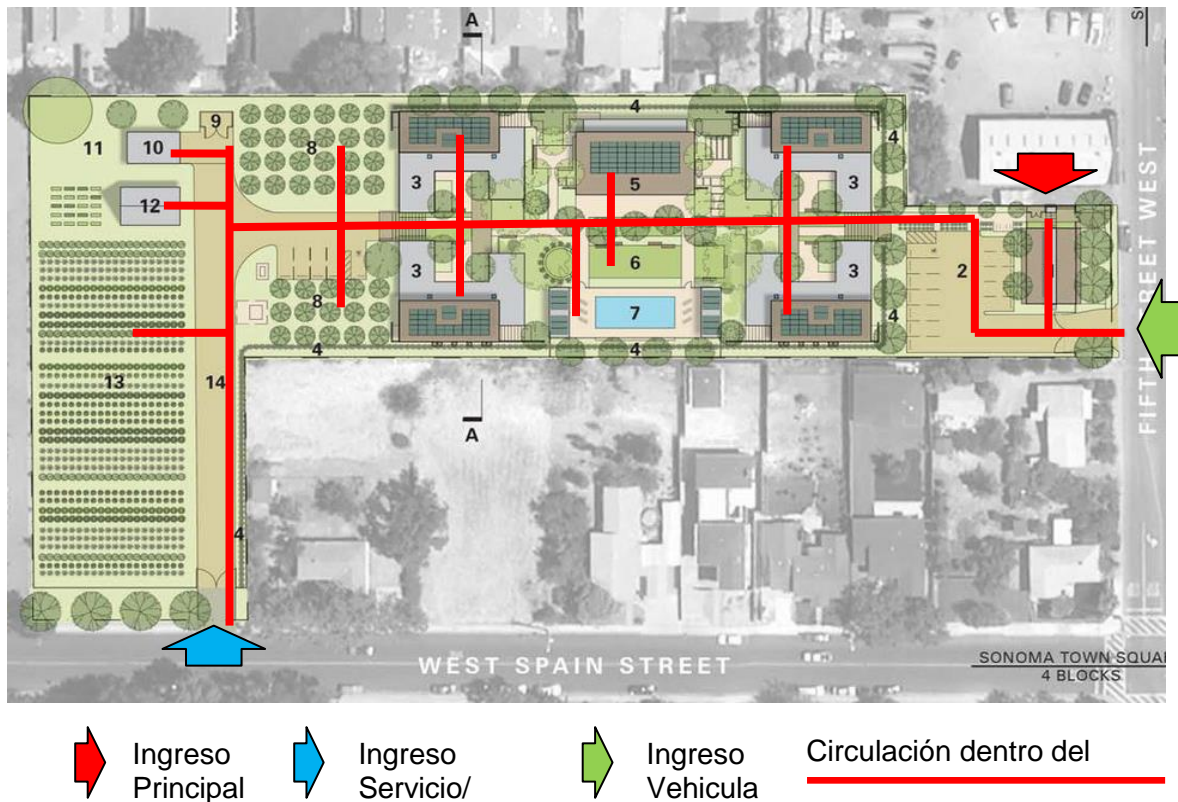 A
S
9
4
10
8
11
4
3
5
3
12
6
2
3
3
7
8
4
4
4
13
14
A
4
FIFTH STREET WEST
WEST SPAIN STREET
SONOMA TOWN SQUA
4 BLOCKS
Ingreso
Principal
Ingreso
Servicio/
Ingreso
Vehicula
Circulación dentro del